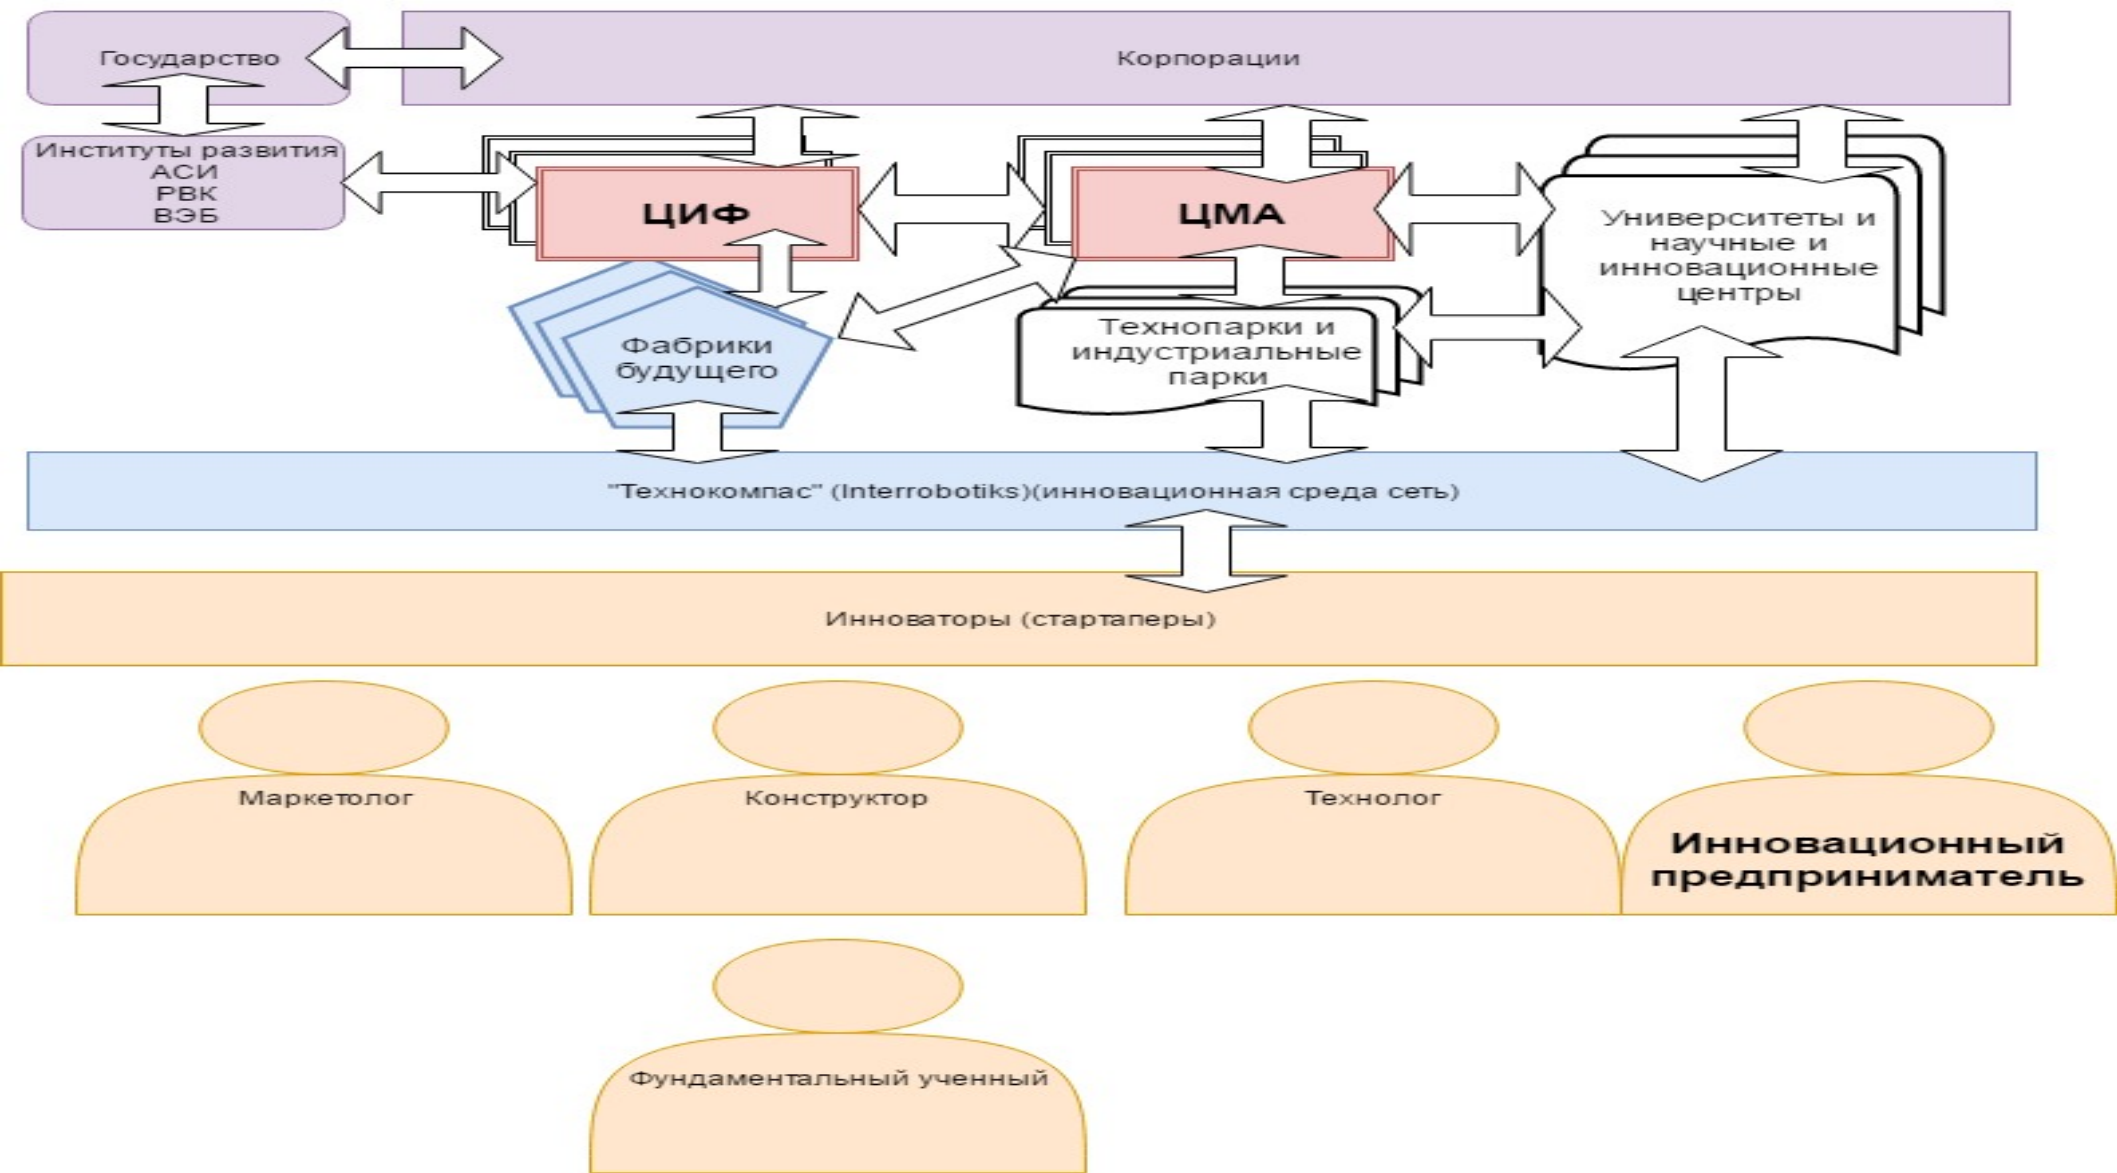 Государство
Корпорации
Институты развития
АСИ
РВК
ВЭБ
ЦИФ
ЦМА
Университеты и
научные и
инновационные
центры
Фабрики
будущего
Технопарки и
индустриальные
парки
"Технокомпас" (Interrobotiks)(инновационная среда сеть)
Инноваторы (стартаперы)
Маркетолог
Конструктор
Технолог
Инновационный
предприниматель
Фундаментальный ученный